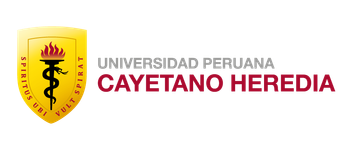 SPIRITUS UBI VULT SPIRAT
UNIVERSIDAD PERUANA
CAYETANO HEREDIA